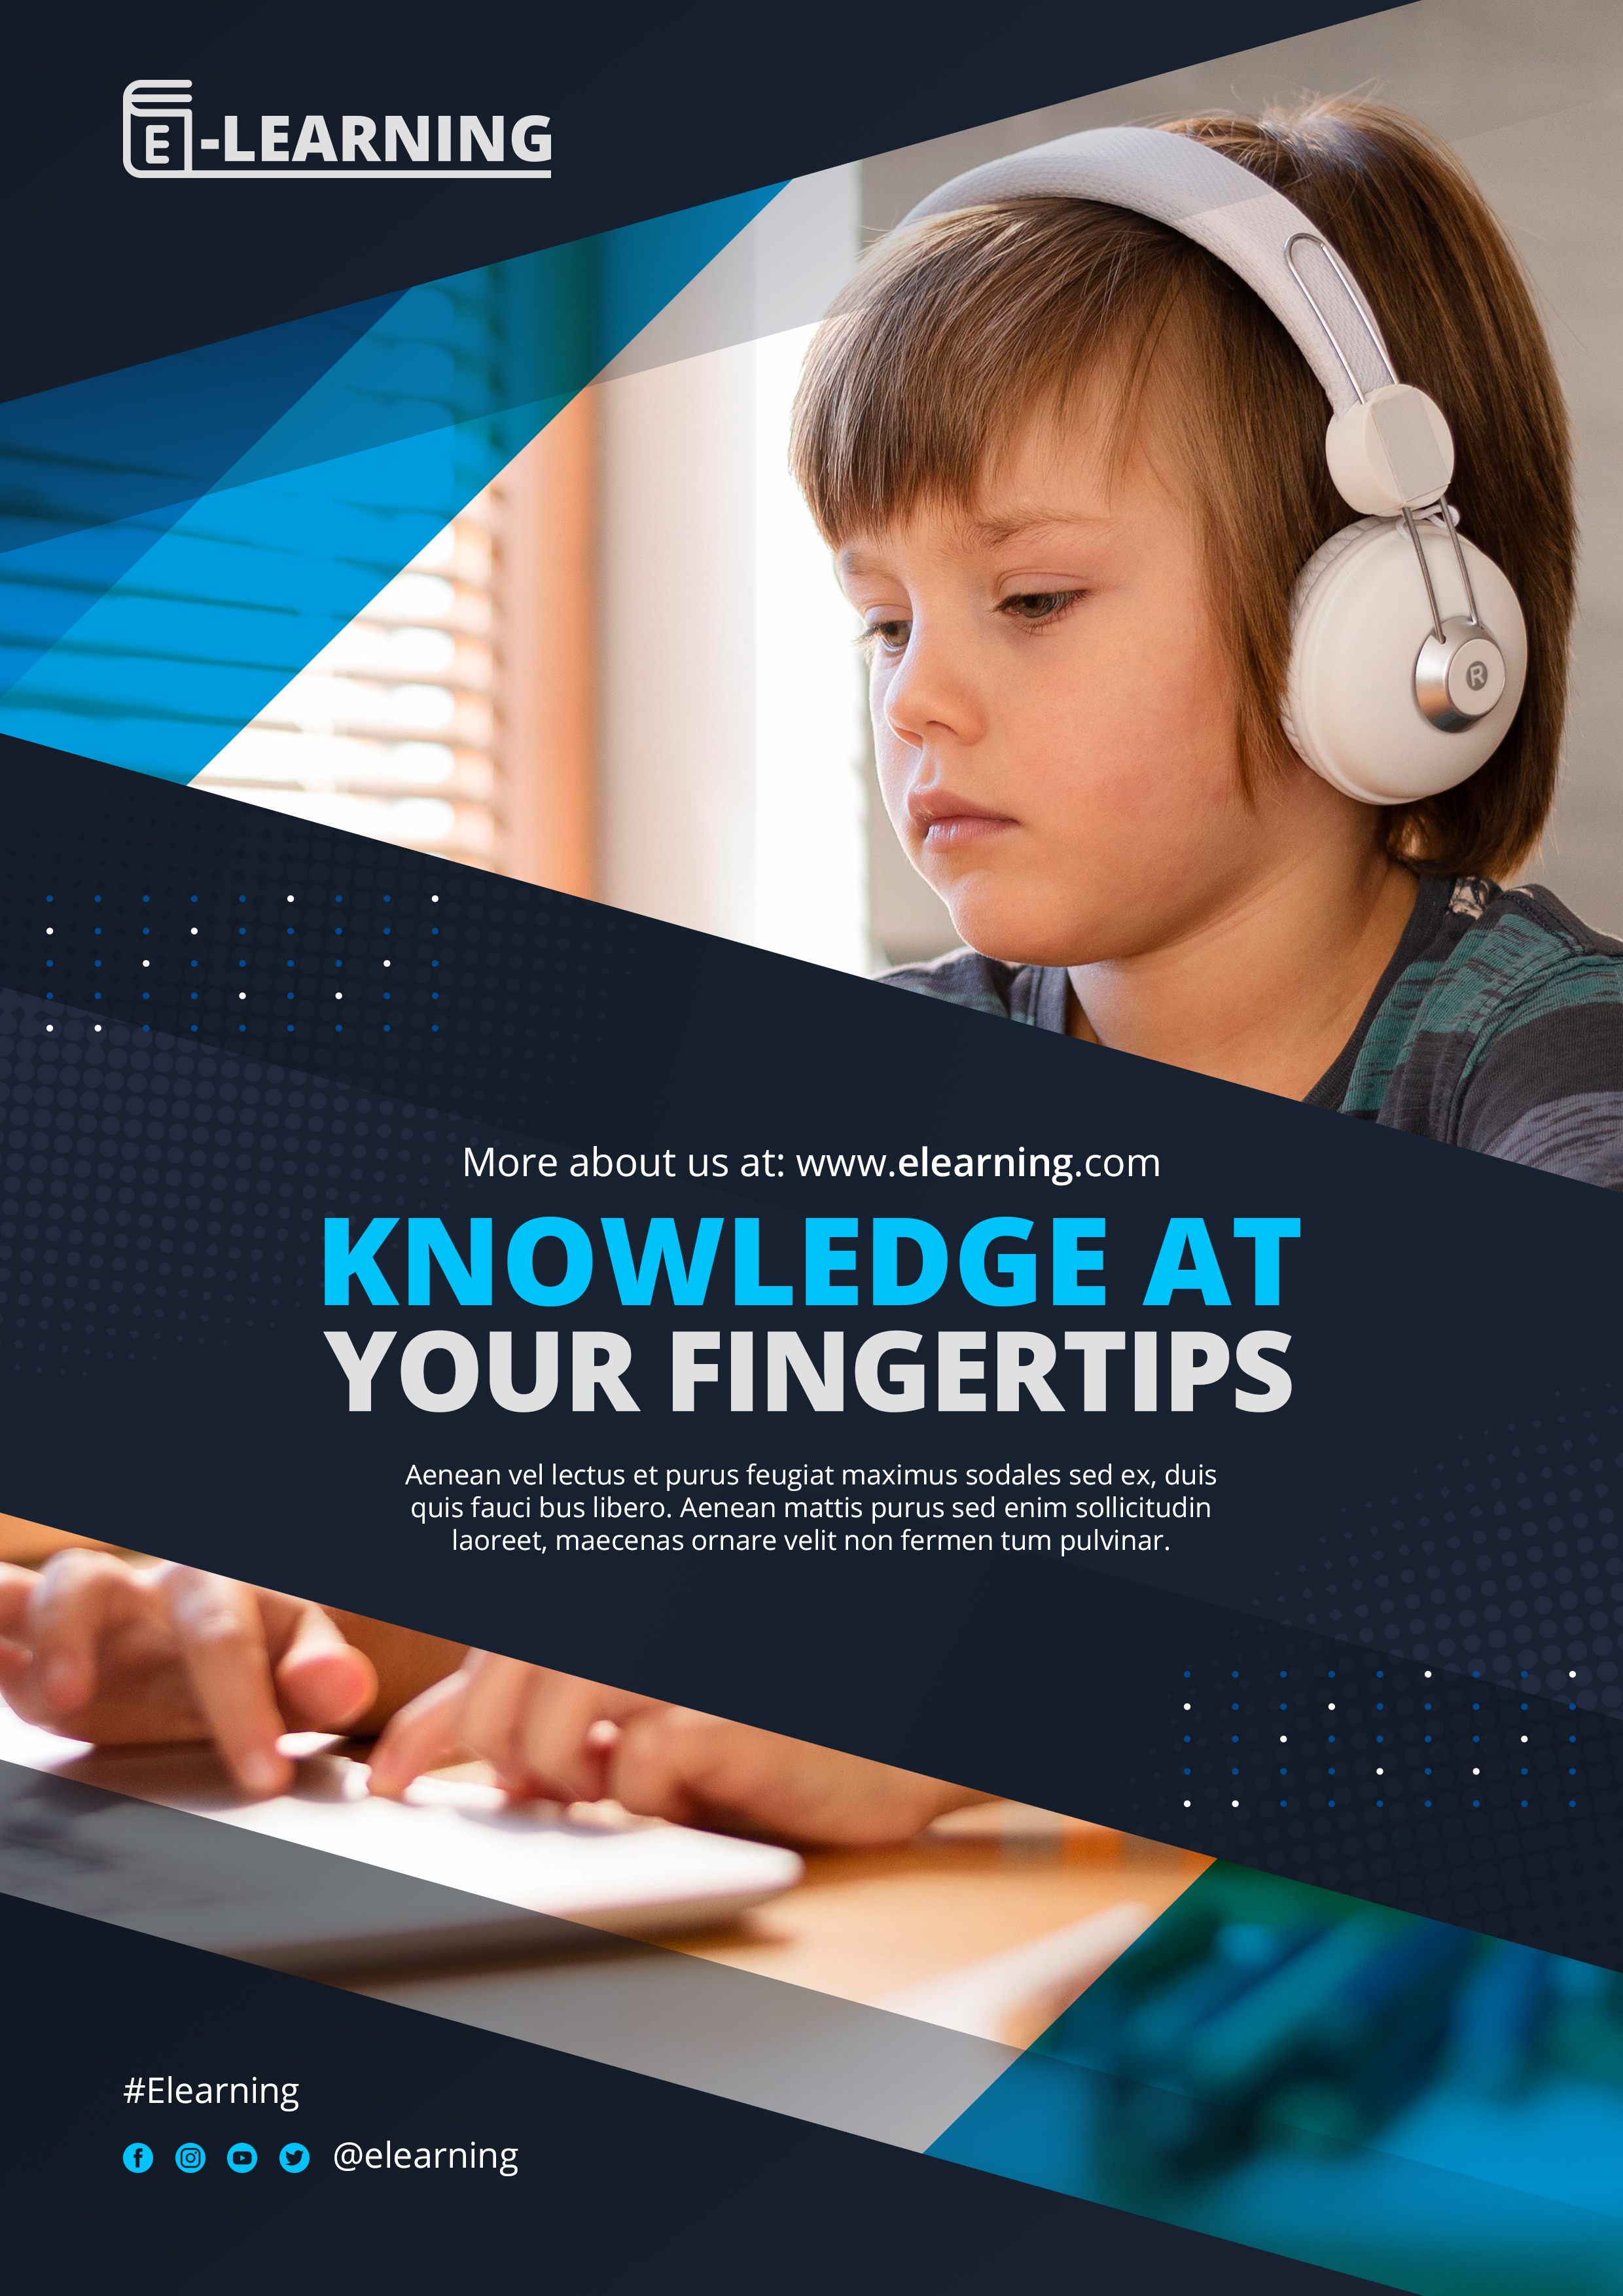 E-LEARNING
More about us at: www.elearning.com
KNOWLEDGE AT
YOUR FINGERTIPS
Aenean vel lectus et purus feugiat maximus sodales sed ex, duis
quis fauci bus libero. Aenean mattis purus sed enim sollicitudin
laoreet, maecenas ornare velit non fermen tum pulvinar.
#Elearning
@elearning
R